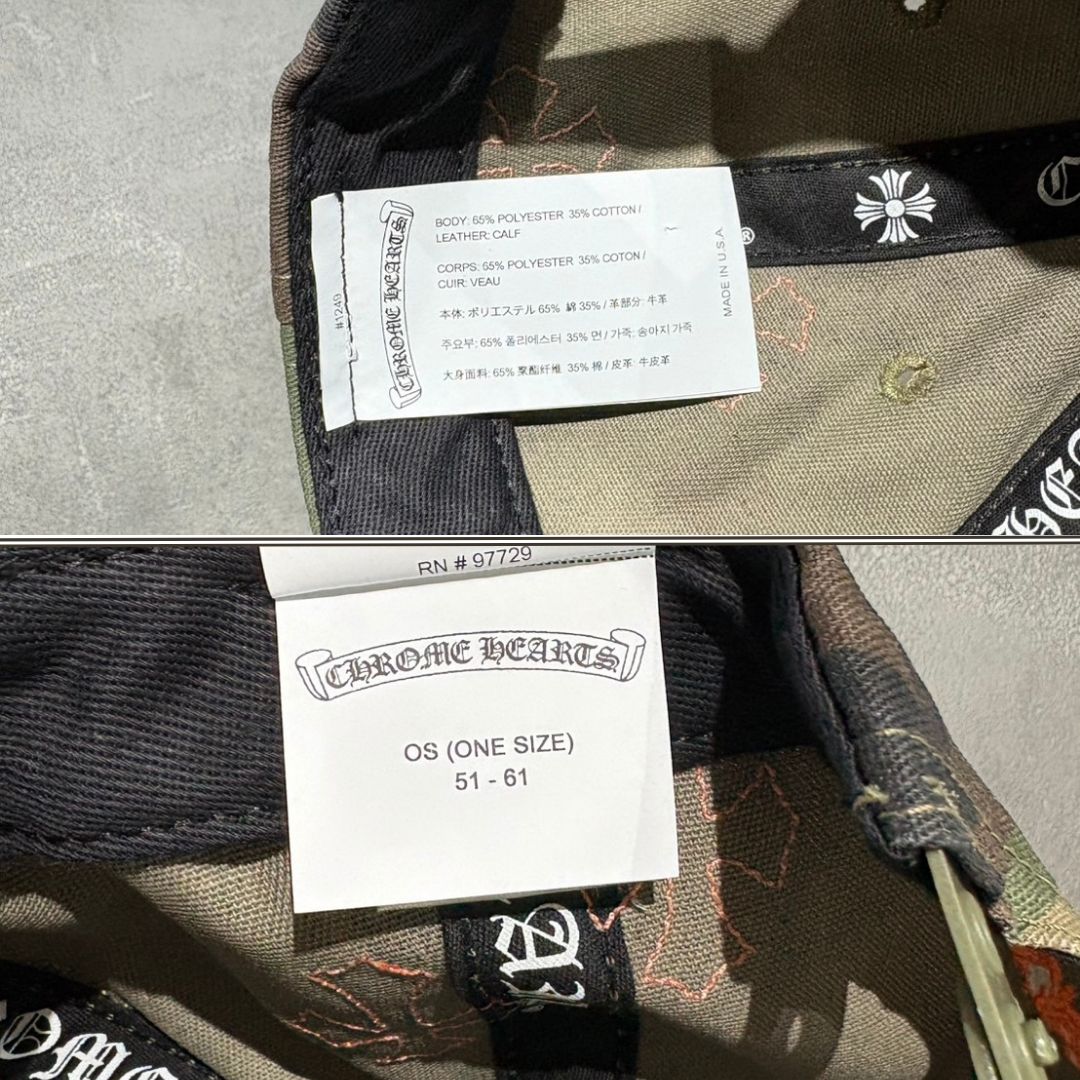 BODY: 65% POLYESTER 35% COTTON /
LEATHER: CALF
CORPS: 65% POLYESTER 35% COTON /
CUIR: VEAU
本体: ポリエステル 65% 綿 35% / 革部分: 牛革
주요부: 65% 폴리에스터 35% 면 / 가죽: 송아지 가죽
大身面料: 65% 聚酯纤维 35% 棉 / 皮革: 牛皮革
CHROME HEARTS
#1249
MADE IN U.S.A.
®
RN # 97729
CHROME HEARTS
OS (ONE SIZE)
51 - 61